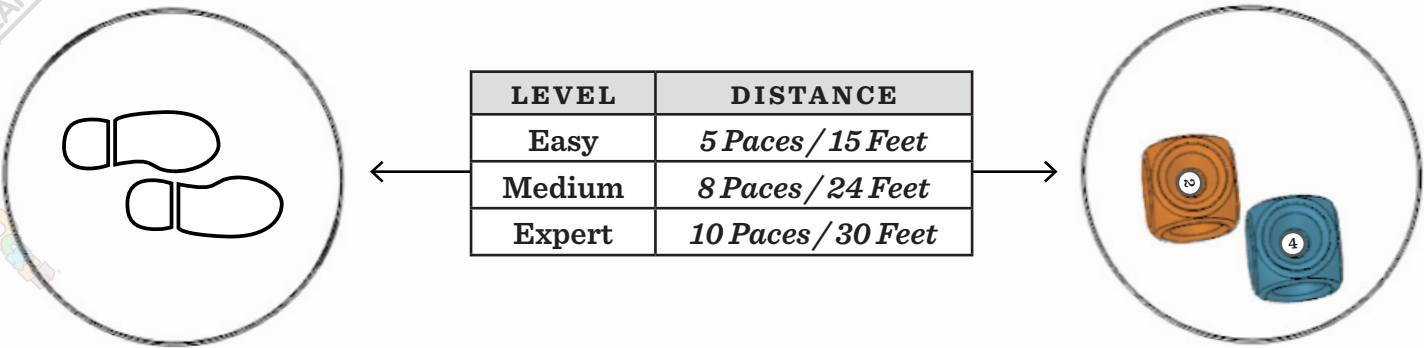 LEVEL DISTANCE
Easy 5 Paces / 15 Feet
Medium 8 Paces / 24 Feet
Expert 10 Paces / 30 Feet
2
4